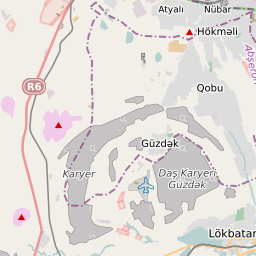 Atyalı
Nübar
Hökməli
Abşeron
R6
Qobu
Güzdək
Karyer
Daş Karyeri
Güzdək
Lökbatan